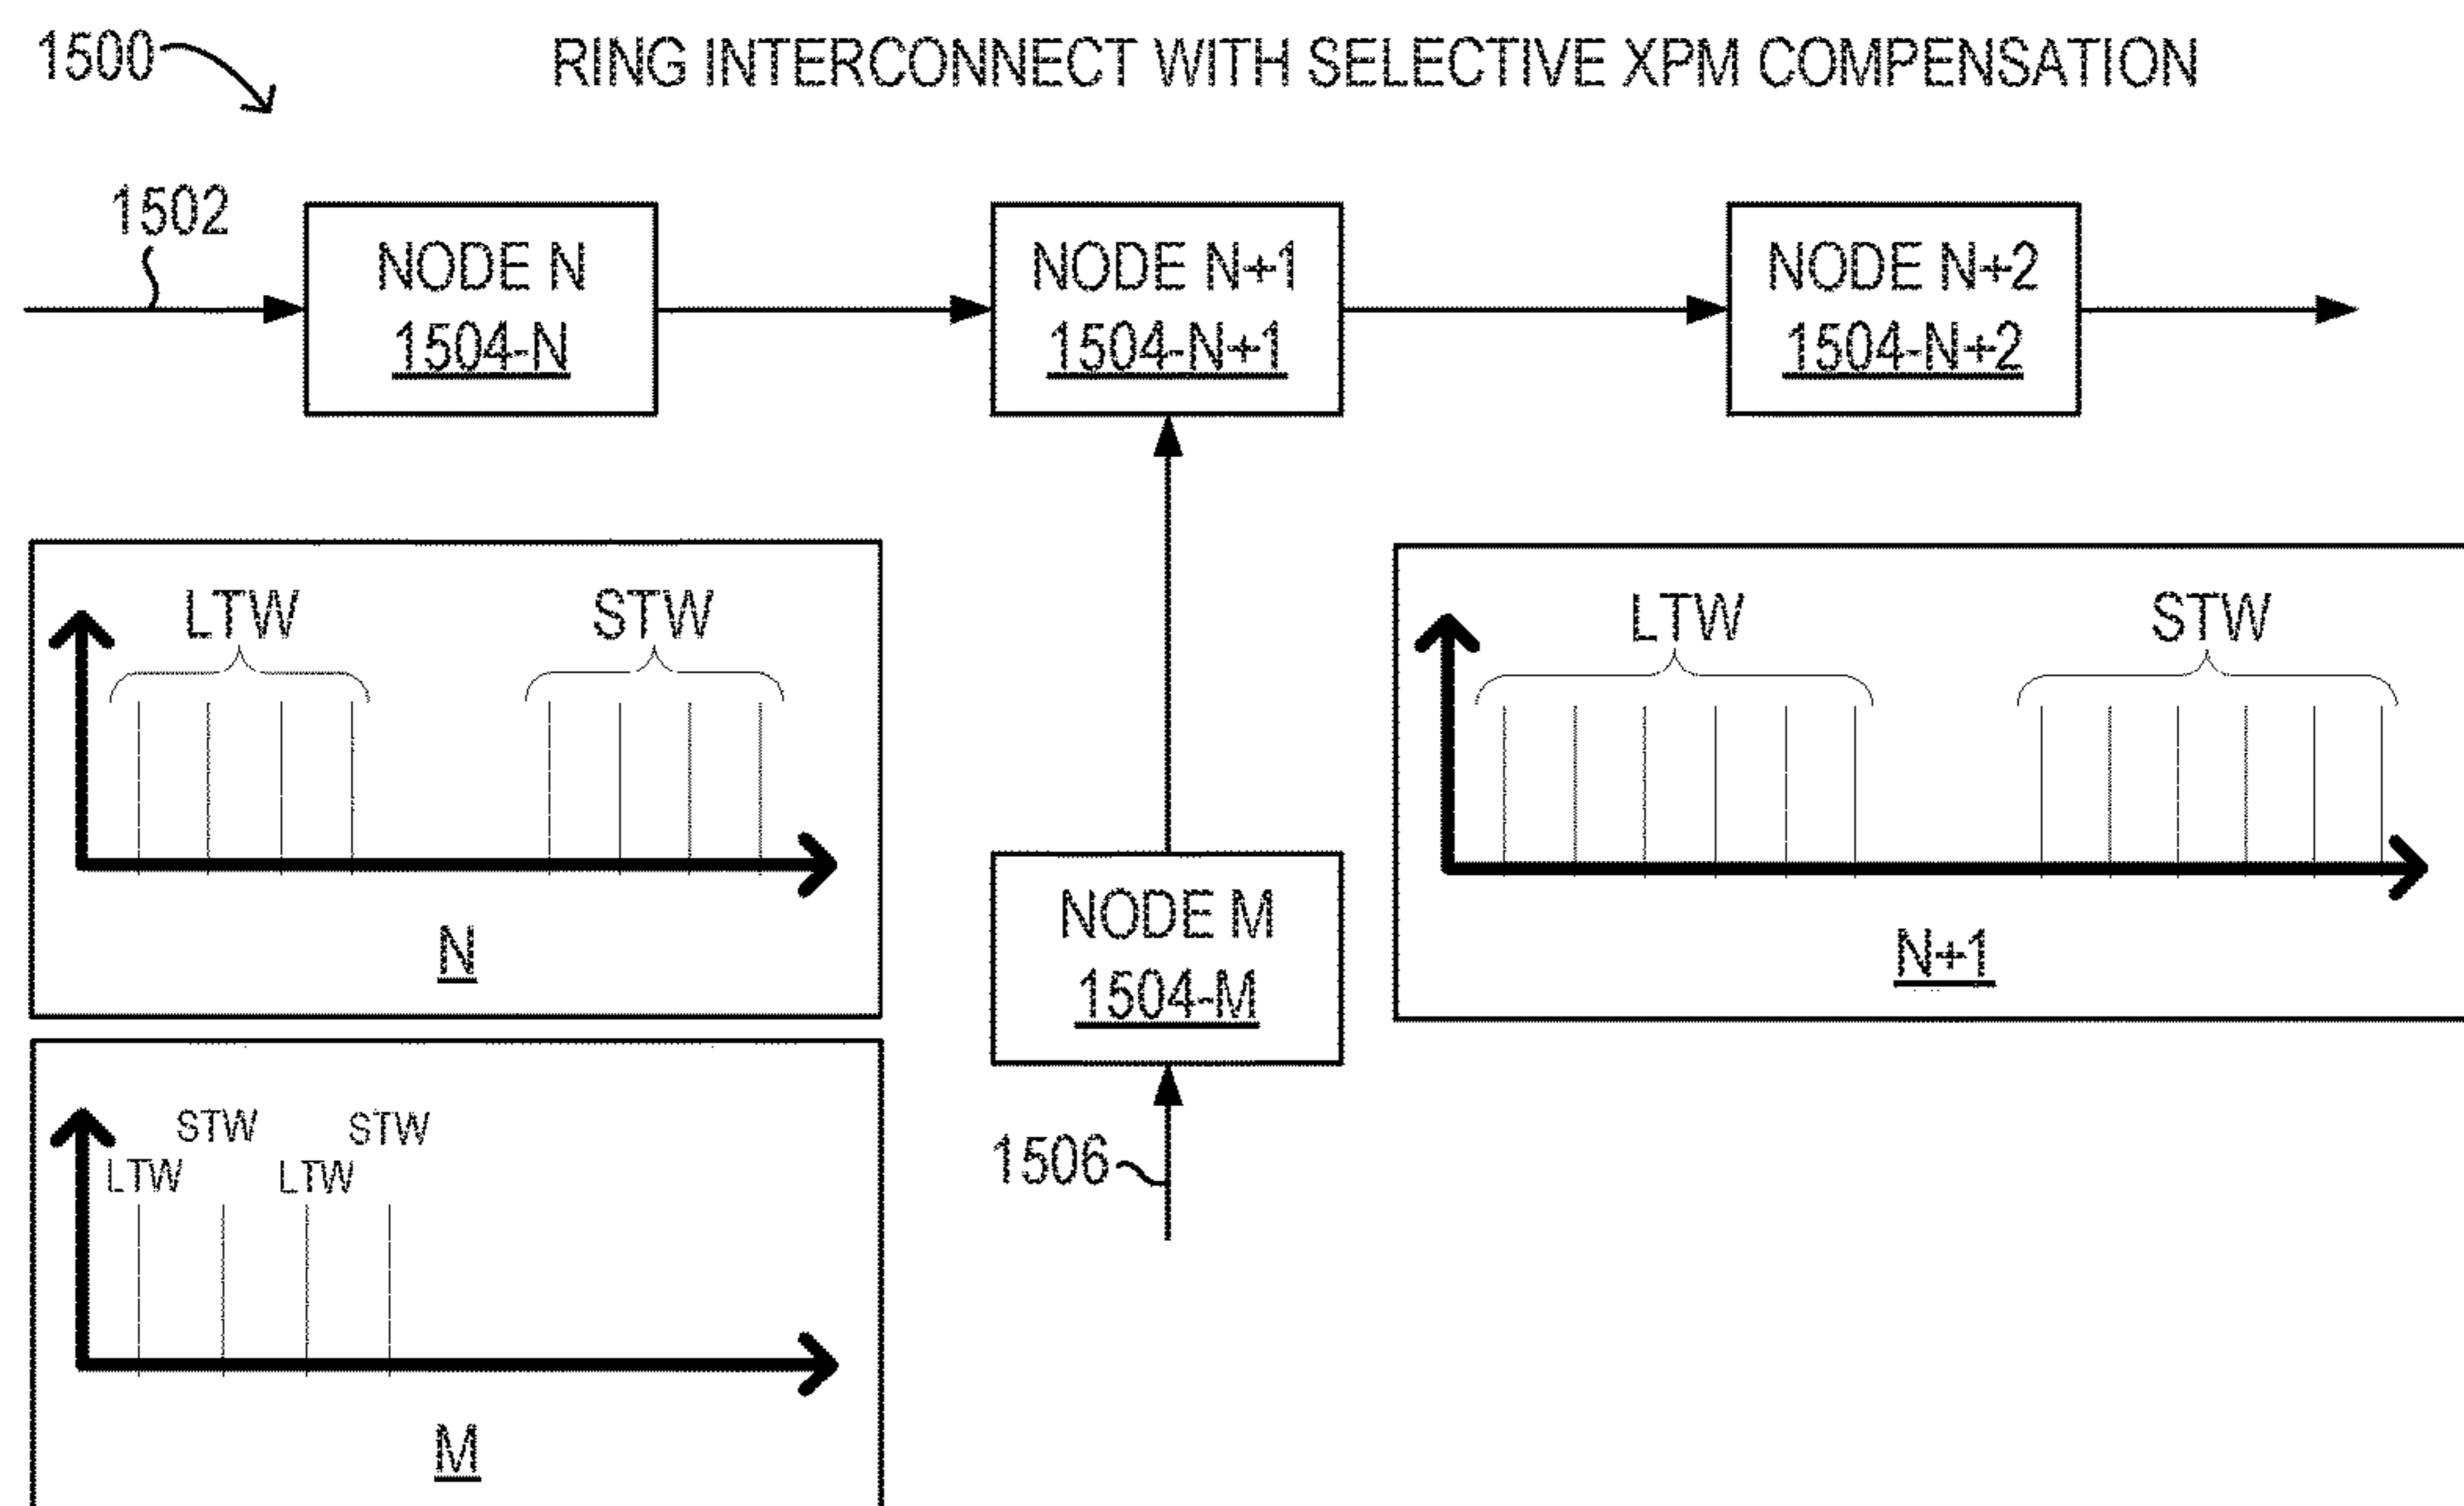 1500
RING INTERCONNECT WITH SELECTIVE XPM COMPENSATION
1502
NODE N
1504-N
NODE N+1
1504-N+1
NODE N+2
1504-N+2
LTW
STW
N
LTW
STW
N+1
NODE M
1504-M
1506
STW
STW
LTW
LTW
M